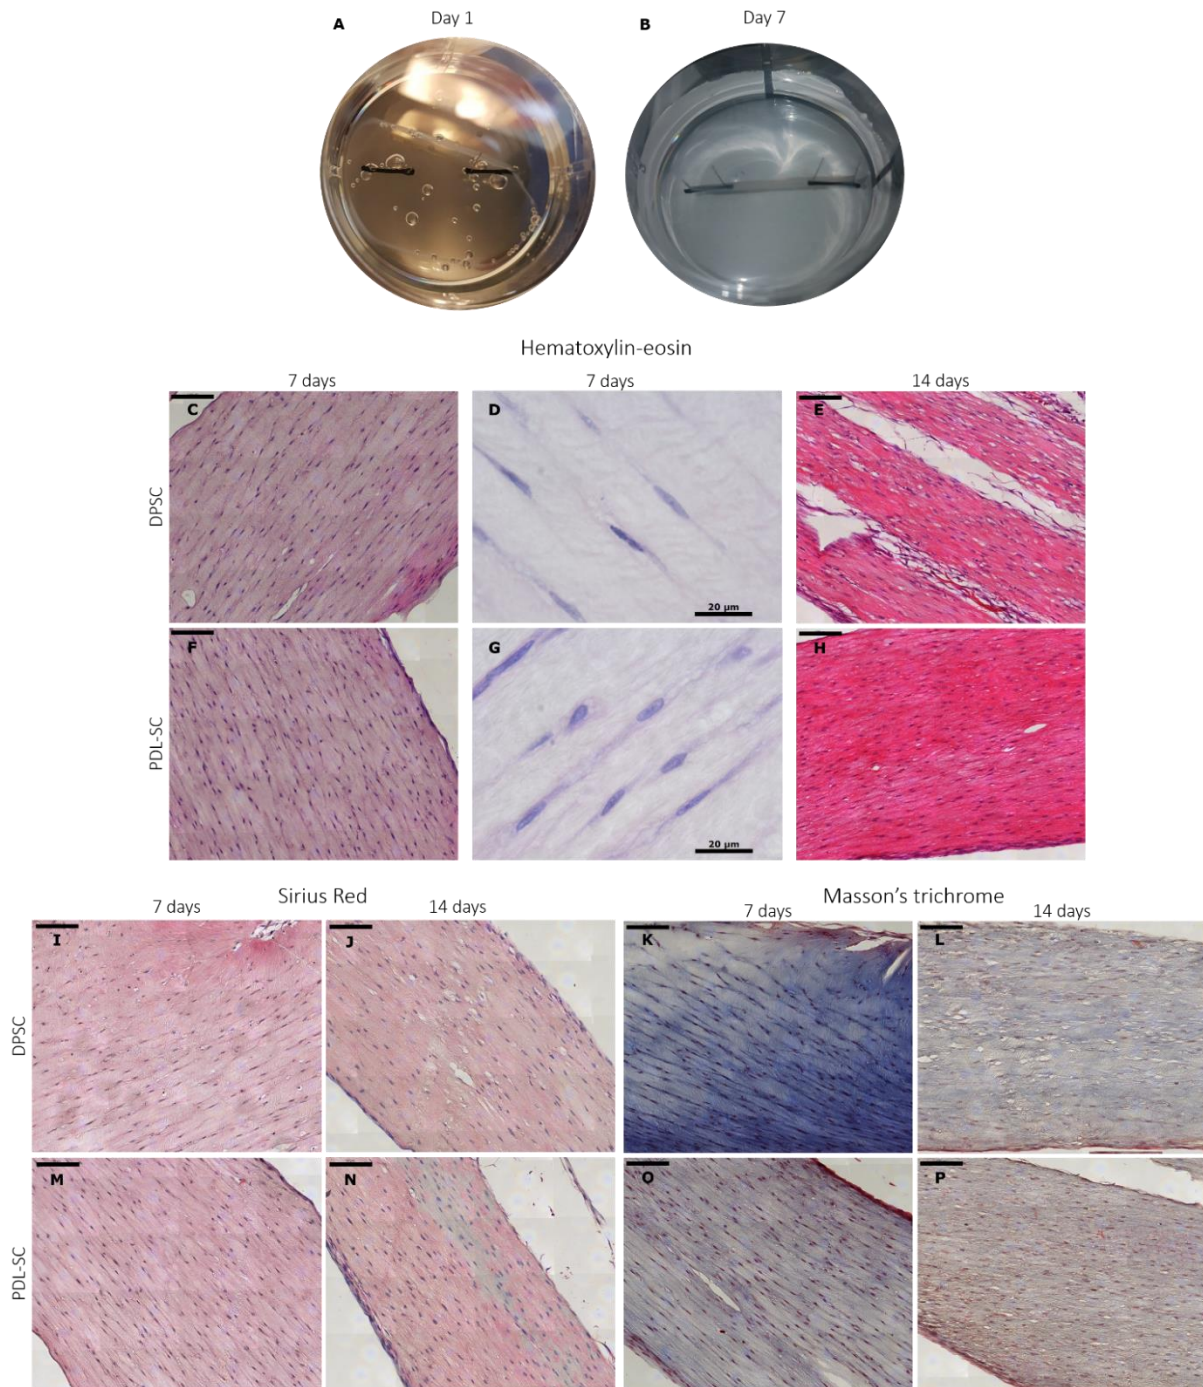 A Day 1 B Day 7
Hematoxylin-eosin
7 days 7 days 14 days
DPSC C D E
20 µm
PDL-SC F G H
20 µm
Sirius Red Masson's trichrome
7 days 14 days 7 days 14 days
DPSC I J K L
PDL-SC M N O P